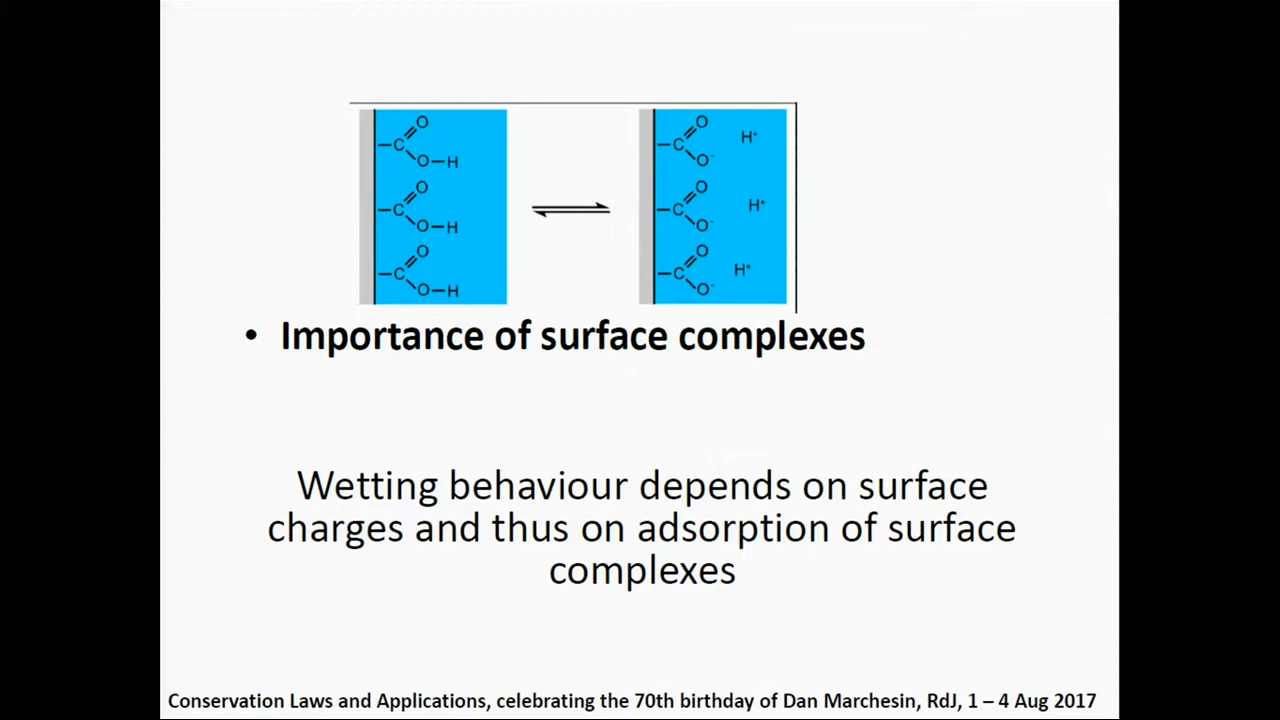 O
C
O H
O
C
O H
O
C
O H
O
C
O⁻ H⁺
O
C
O⁻ H⁺
O
C
O⁻ H⁺
• Importance of surface complexes
Wetting behaviour depends on surface
charges and thus on adsorption of surface
complexes
Conservation Laws and Applications, celebrating the 70th birthday of Dan Marchesin, RdJ, 1 – 4 Aug 2017